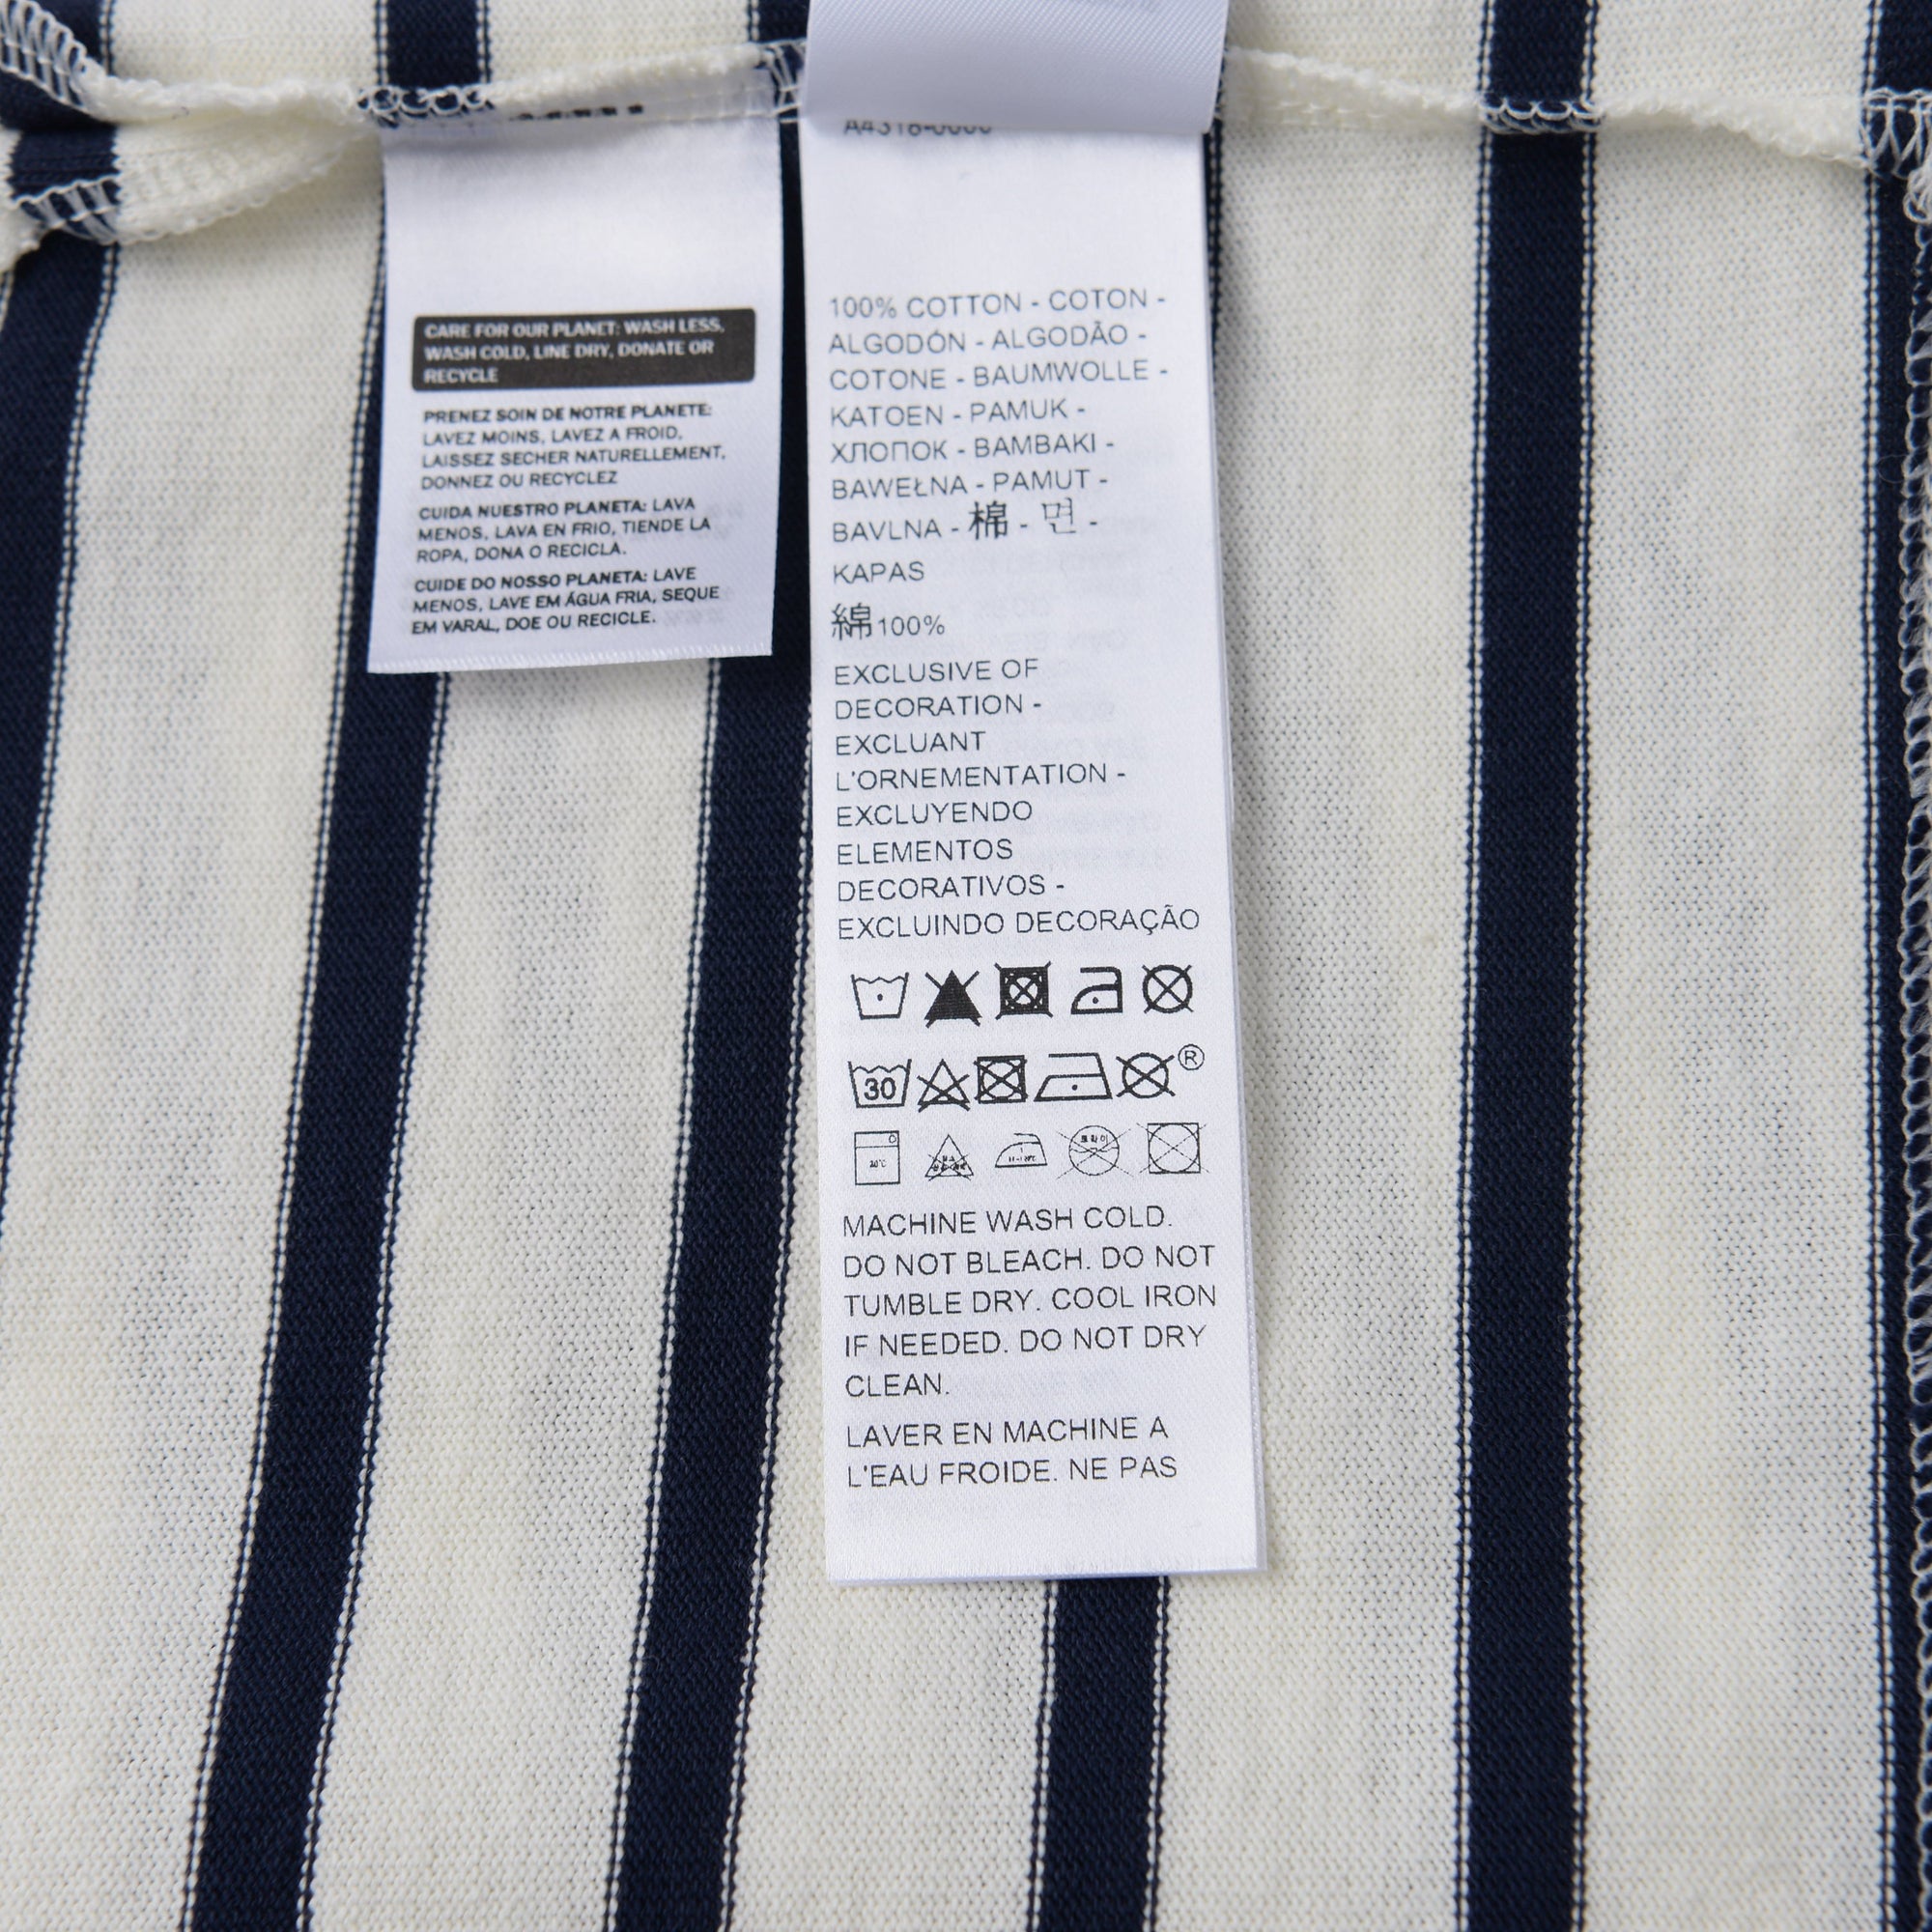 CARE FOR OUR PLANET: WASH LESS,
WASH COLD, LINE DRY, DONATE OR
RECYCLE
PRENEZ SOIN DE NOTRE PLANETE:
LAVEZ MOINS, LAVEZ A FROID,
LAISSEZ SECHER NATURELLEMENT,
DONNEZ OU RECYCLEZ
CUIDA NUESTRO PLANETA: LAVA
MENOS, LAVA EN FRIO, TIENDE LA
ROPA, DONA O RECICLA.
CUIDE DO NOSSO PLANETA: LAVE
MENOS, LAVE EM ÁGUA FRIA, SEQUE
EM VARAL, DOE OU RECICLE.
100% COTTON - COTON -
ALGODÓN - ALGODÃO -
COTONE - BAUMWOLLE -
KATOEN - PAMUK -
ХЛОПОК - BAMBAKI -
BAWEŁNA - PAMUT -
BAVLNA - 棉 - 면 -
KAPAS
綿100%
EXCLUSIVE OF
DECORATION -
EXCLUANT
L'ORNEMENTATION -
EXCLUYENDO
ELEMENTOS
DECORATIVOS -
EXCLUINDO DECORAÇÃO
30 ®
MACHINE WASH COLD.
DO NOT BLEACH. DO NOT
TUMBLE DRY. COOL IRON
IF NEEDED. DO NOT DRY
CLEAN.
LAVER EN MACHINE A
L'EAU FROIDE. NE PAS